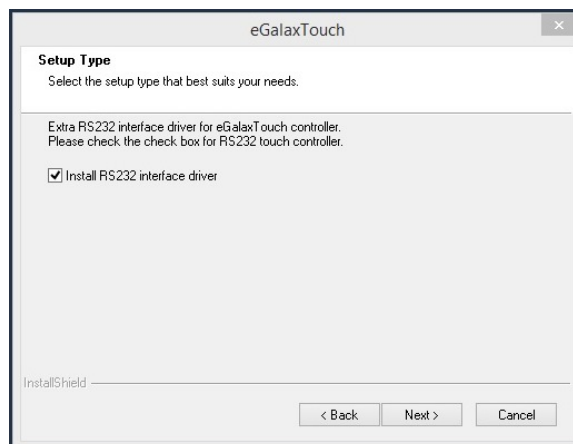 eGalaxTouch
Setup Type
Select the setup type that best suits your needs.
Extra RS232 interface driver for eGalaxTouch controller.
Please check the check box for RS232 touch controller.
Install RS232 interface driver
InstallShield
< Back Next > Cancel